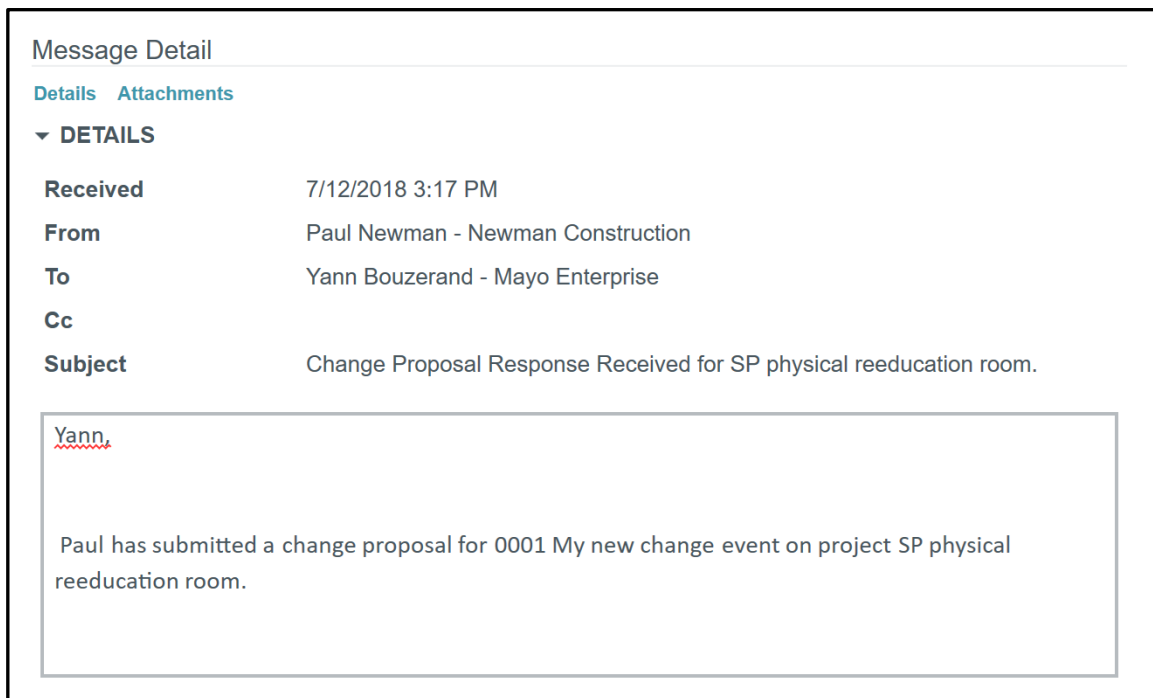 Message Detail
Details Attachments
DETAILS
Received 7/12/2018 3:17 PM
From Paul Newman - Newman Construction
To Yann Bouzerand - Mayo Enterprise
Cc
Subject Change Proposal Response Received for SP physical reeducation room.
Yann,
Paul has submitted a change proposal for 0001 My new change event on project SP physical
reeducation room.